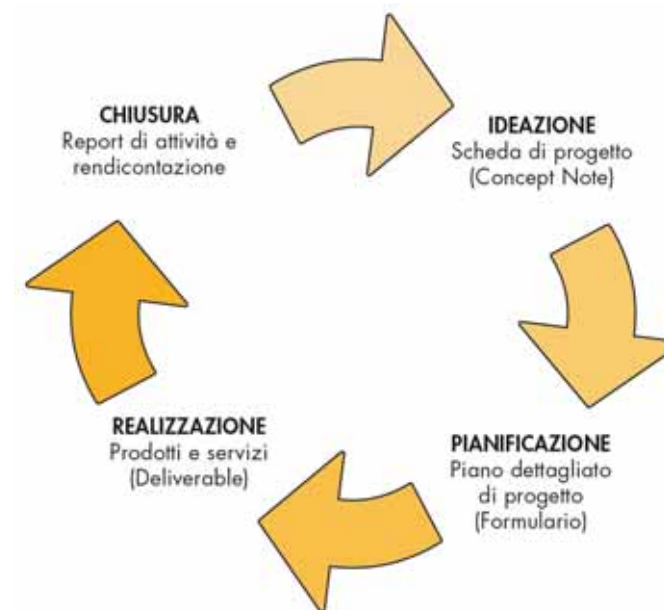 CHIUSURA
Report di attività e
rendicontazione
IDEAZIONE
Scheda di progetto
(Concept Note)
PIANIFICAZIONE
Piano dettagliato
di progetto
(Formulario)
REALIZZAZIONE
Prodotti e servizi
(Deliverable)